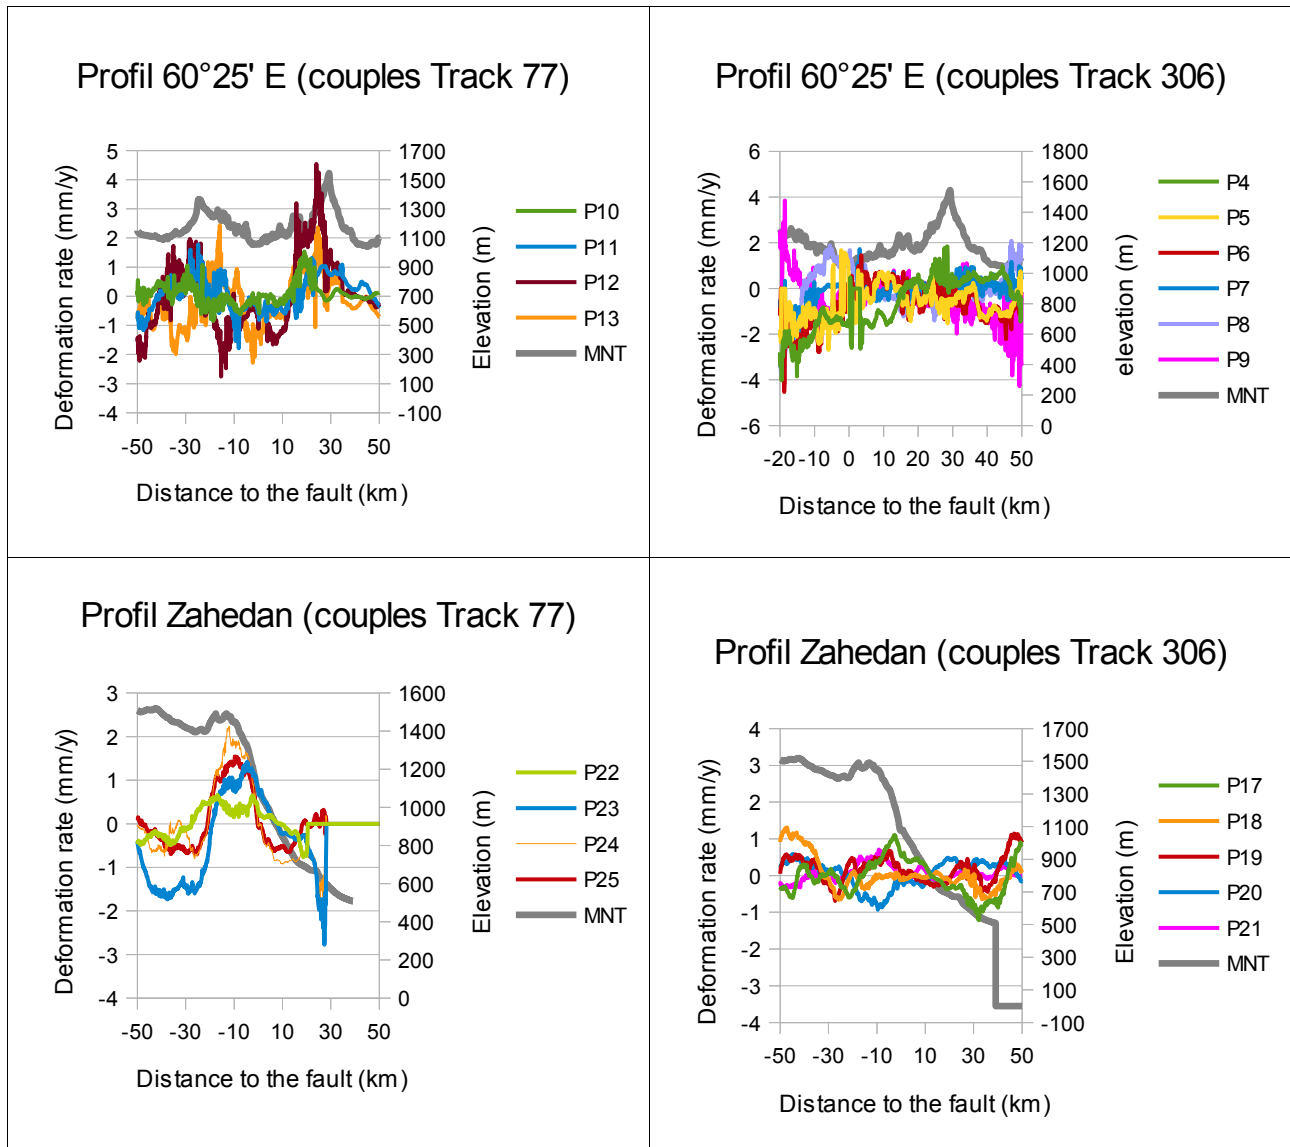 Profil 60°25' E (couples Track 77)
Deformation rate (mm/y)
5
4
3
2
1
0
-1
-2
-3
-4
1700
1500
1300
1100
900
700
500
300
100
-100
Elevation (m)
-50 -30 -10 10 30 50
Distance to the fault (km)
P10
P11
P12
P13
MNT
Profil 60°25' E (couples Track 306)
Deformation rate (mm/y)
6
4
2
0
-2
-4
-6
1800
1600
1400
1200
1000
800
600
400
200
0
elevation (m)
-20 -10 0 10 20 30 40 50
Distance to the fault (km)
P4
P5
P6
P7
P8
P9
MNT
Profil Zahedan (couples Track 77)
Deformation rate (mm/y)
3
2
1
0
-1
-2
-3
-4
1600
1400
1200
1000
800
600
400
200
0
Elevation (m)
-50 -30 -10 10 30 50
Distance to the fault (km)
P22
P23
P24
P25
MNT
Profil Zahedan (couples Track 306)
Deformation rate (mm/y)
4
3
2
1
0
-1
-2
-3
-4
1700
1500
1300
1100
900
700
500
300
100
-100
Elevation (m)
-50 -30 -10 10 30 50
Distance to the fault (km)
P17
P18
P19
P20
P21
MNT